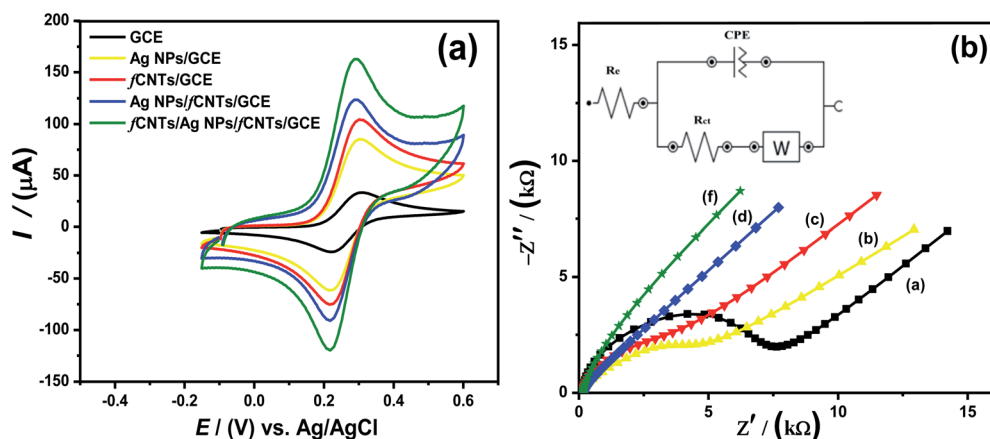 (a)
GCE
Ag NPs/GCE
fCNTs/GCE
Ag NPs/fCNTs/GCE
fCNTs/Ag NPs/fCNTs/GCE
200
150
100
50
0
-50
-100
-150
I / (μA)
-0.4
-0.2
0.0
0.2
0.4
0.6
E / (V) vs. Ag/AgCl
(b)
CPE
Re
Rct
W
(f)
(d)
(c)
(b)
(a)
15
10
5
0
−Z″ / (kΩ)
0
5
10
15
Z′ / (kΩ)